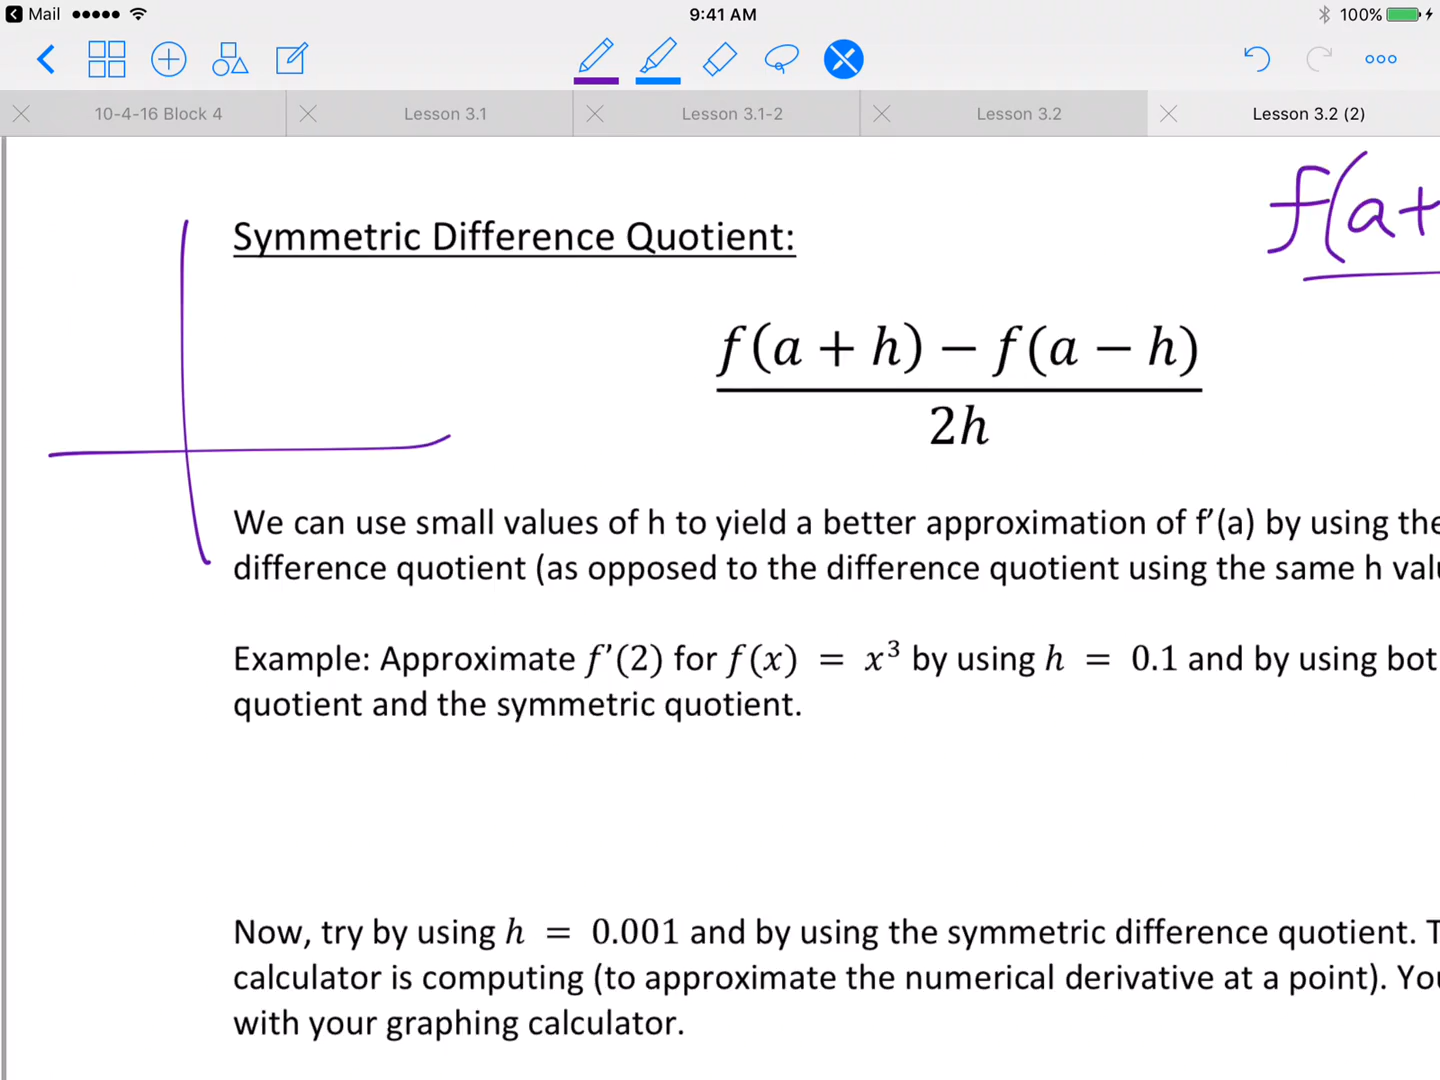 Mail 9:41 AM 100%
10-4-16 Block 4 Lesson 3.1 Lesson 3.1-2 Lesson 3.2 Lesson 3.2 (2)
f(a+
Symmetric Difference Quotient:
f(a + h) − f(a − h)
2h
We can use small values of h to yield a better approximation of f’(a) by using the
difference quotient (as opposed to the difference quotient using the same h valu
Example: Approximate f’(2) for f(x) = x³ by using h = 0.1 and by using bot
quotient and the symmetric quotient.
Now, try by using h = 0.001 and by using the symmetric difference quotient. T
calculator is computing (to approximate the numerical derivative at a point). You
with your graphing calculator.